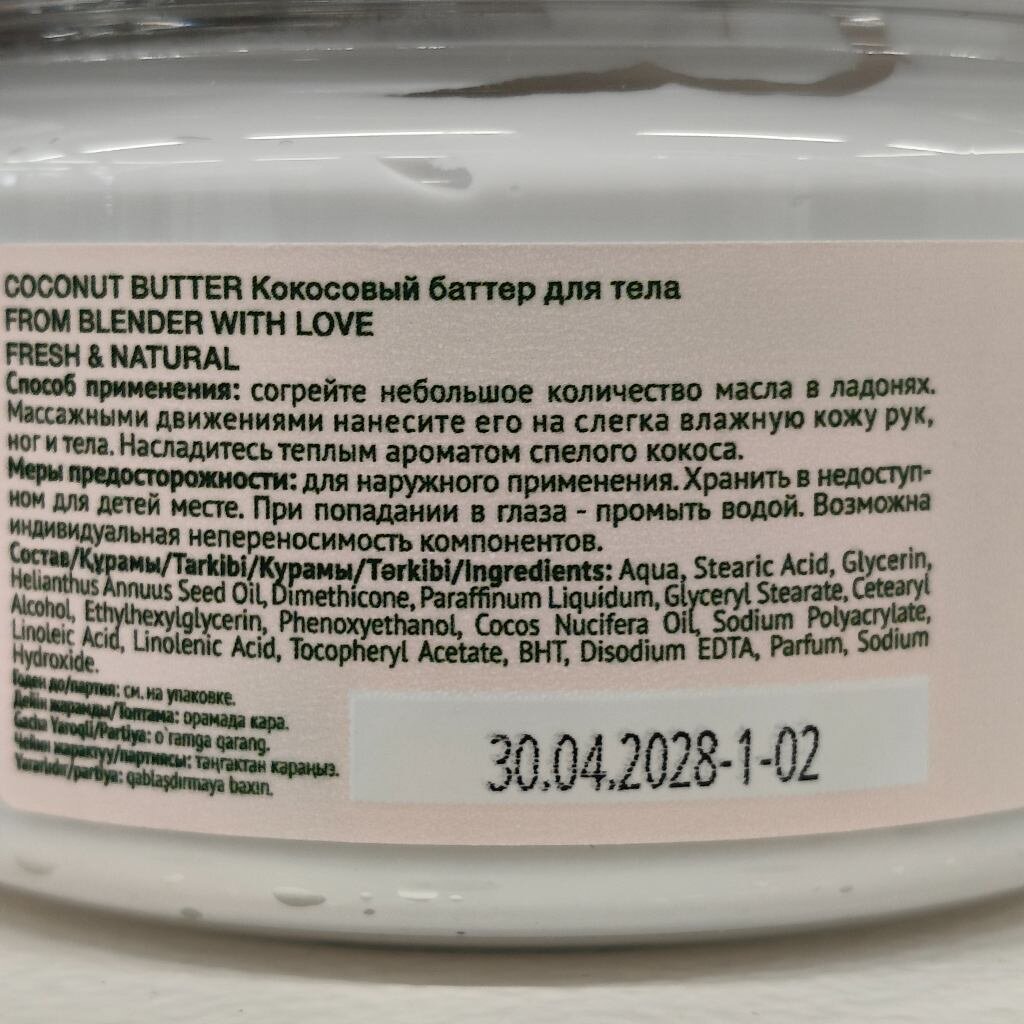 COCONUT BUTTER Кокосовый баттер для тела
FROM BLENDER WITH LOVE
FRESH & NATURAL
Способ применения: согрейте небольшое количество масла в ладонях.
Массажными движениями нанесите его на слегка влажную кожу рук,
ног и тела. Насладитесь теплым ароматом спелого кокоса.
Меры предосторожности: для наружного применения. Хранить в недоступ-
ном для детей месте. При попадании в глаза - промыть водой. Возможна
индивидуальная непереносимость компонентов.
Состав/Құрамы/Tarkibi/Курамы/Tərkibi/Ingredients: Aqua, Stearic Acid, Glycerin,
Helianthus Annuus Seed Oil, Dimethicone, Paraffinum Liquidum, Glyceryl Stearate, Cetearyl
Alcohol, Ethylhexylglycerin, Phenoxyethanol, Cocos Nucifera Oil, Sodium Polyacrylate,
Linoleic Acid, Linolenic Acid, Tocopheryl Acetate, BHT, Disodium EDTA, Parfum, Sodium
Hydroxide.
Годен до/партия: см. на упаковке.
Дейін жарамды/Топтама: орамада кара.
Gacha Yaroqli/Partiya: o`ramga qarang.
Чейин жарактуу/партиясы: таңгактан караңыз.
Yararlıdır/partiya: qablaşdırmaya baxın.
30.04.2028-1-02